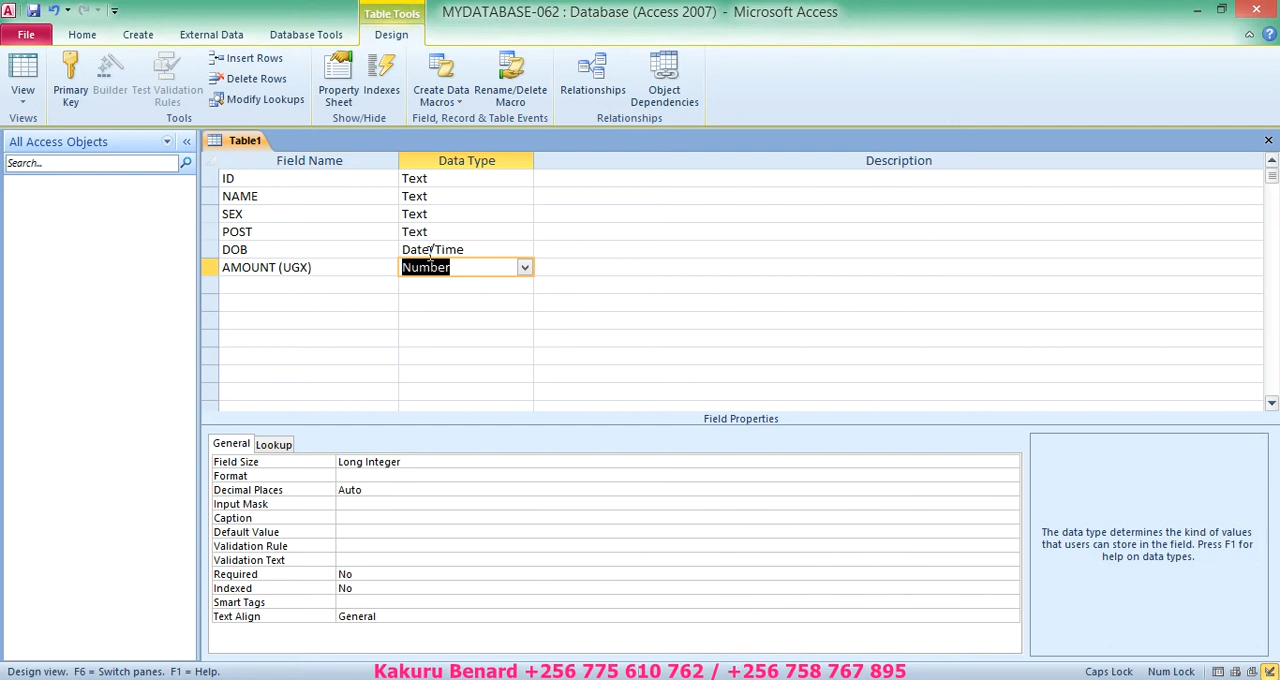 MYDATABASE-062 : Database (Access 2007) - Microsoft Access
Table Tools
File Home Create External Data Database Tools Design
View
Primary Key
Builder
Test Validation Rules
Insert Rows
Delete Rows
Modify Lookups
Property Sheet
Indexes
Create Data Macros
Rename/Delete Macro
Relationships
Object Dependencies
Views Tools Show/Hide Field, Record & Table Events Relationships
All Access Objects
Search...
Table1
Field Name Data Type Description
ID Text
NAME Text
SEX Text
POST Text
DOB Date/Time
AMOUNT (UGX) Number
Field Properties
General Lookup
Field Size Long Integer
Format
Decimal Places Auto
Input Mask
Caption
Default Value
Validation Rule
Validation Text
Required No
Indexed No
Smart Tags
Text Align General
The data type determines the kind of values
that users can store in the field. Press F1 for
help on data types.
Design view. F6 = Switch panes. F1 = Help.
Kakuru Benard +256 775 610 762 / +256 758 767 895
Caps Lock Num Lock